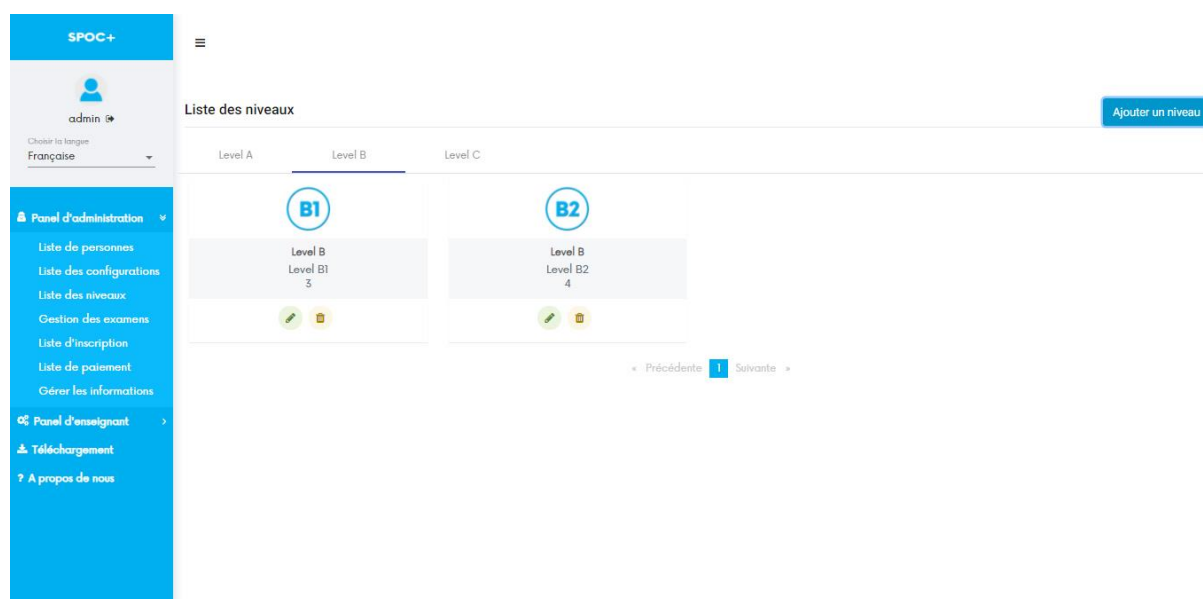 SPOC+
admin
Choisir la langue
Française
Panel d'administration
Liste de personnes
Liste des configurations
Liste des niveaux
Gestion des examens
Liste d'inscription
Liste de paiement
Gérer les informations
Panel d'enseignant
Téléchargement
? A propos de nous
Liste des niveaux
Ajouter un niveau
Level A Level B Level C
B1
Level B
Level B1
3
B2
Level B
Level B2
4
« Précédente 1 Suivante »